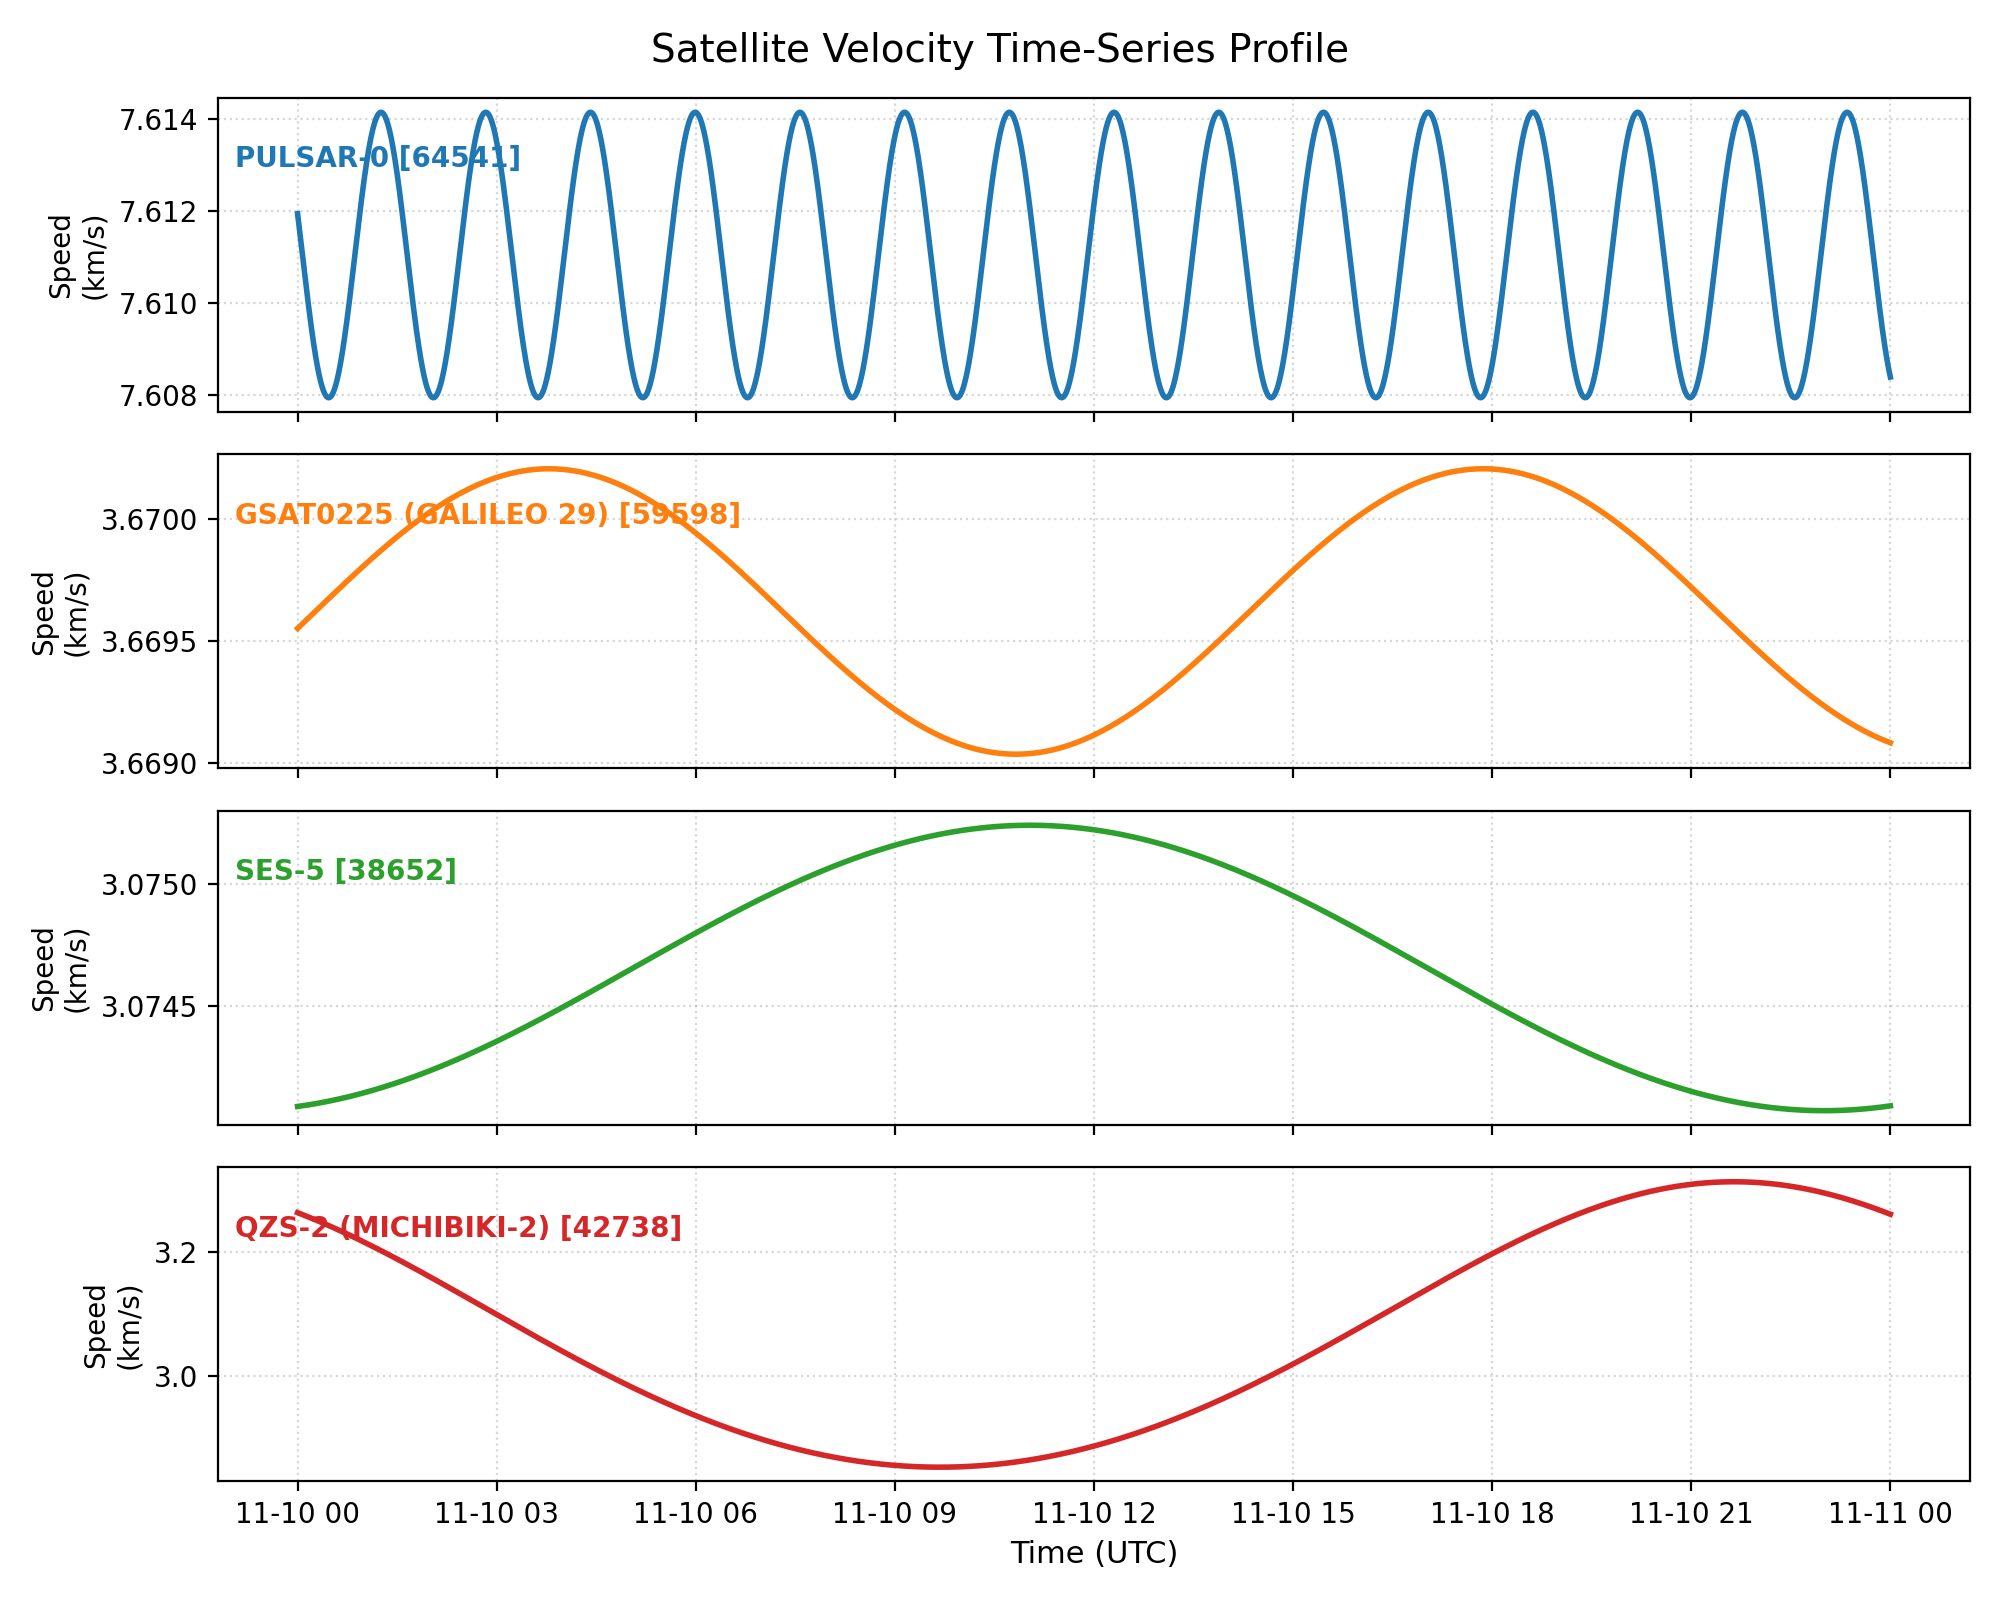 Satellite Velocity Time-Series Profile
7.614
7.612
7.610
7.608
Speed
(km/s)
PULSAR-0 [64541]
3.6700
3.6695
3.6690
Speed
(km/s)
GSAT0225 (GALILEO 29) [59598]
3.0750
3.0745
Speed
(km/s)
SES-5 [38652]
3.2
3.0
Speed
(km/s)
QZS-2 (MICHIBIKI-2) [42738]
11-10 00 11-10 03 11-10 06 11-10 09 11-10 12 11-10 15 11-10 18 11-10 21 11-11 00
Time (UTC)